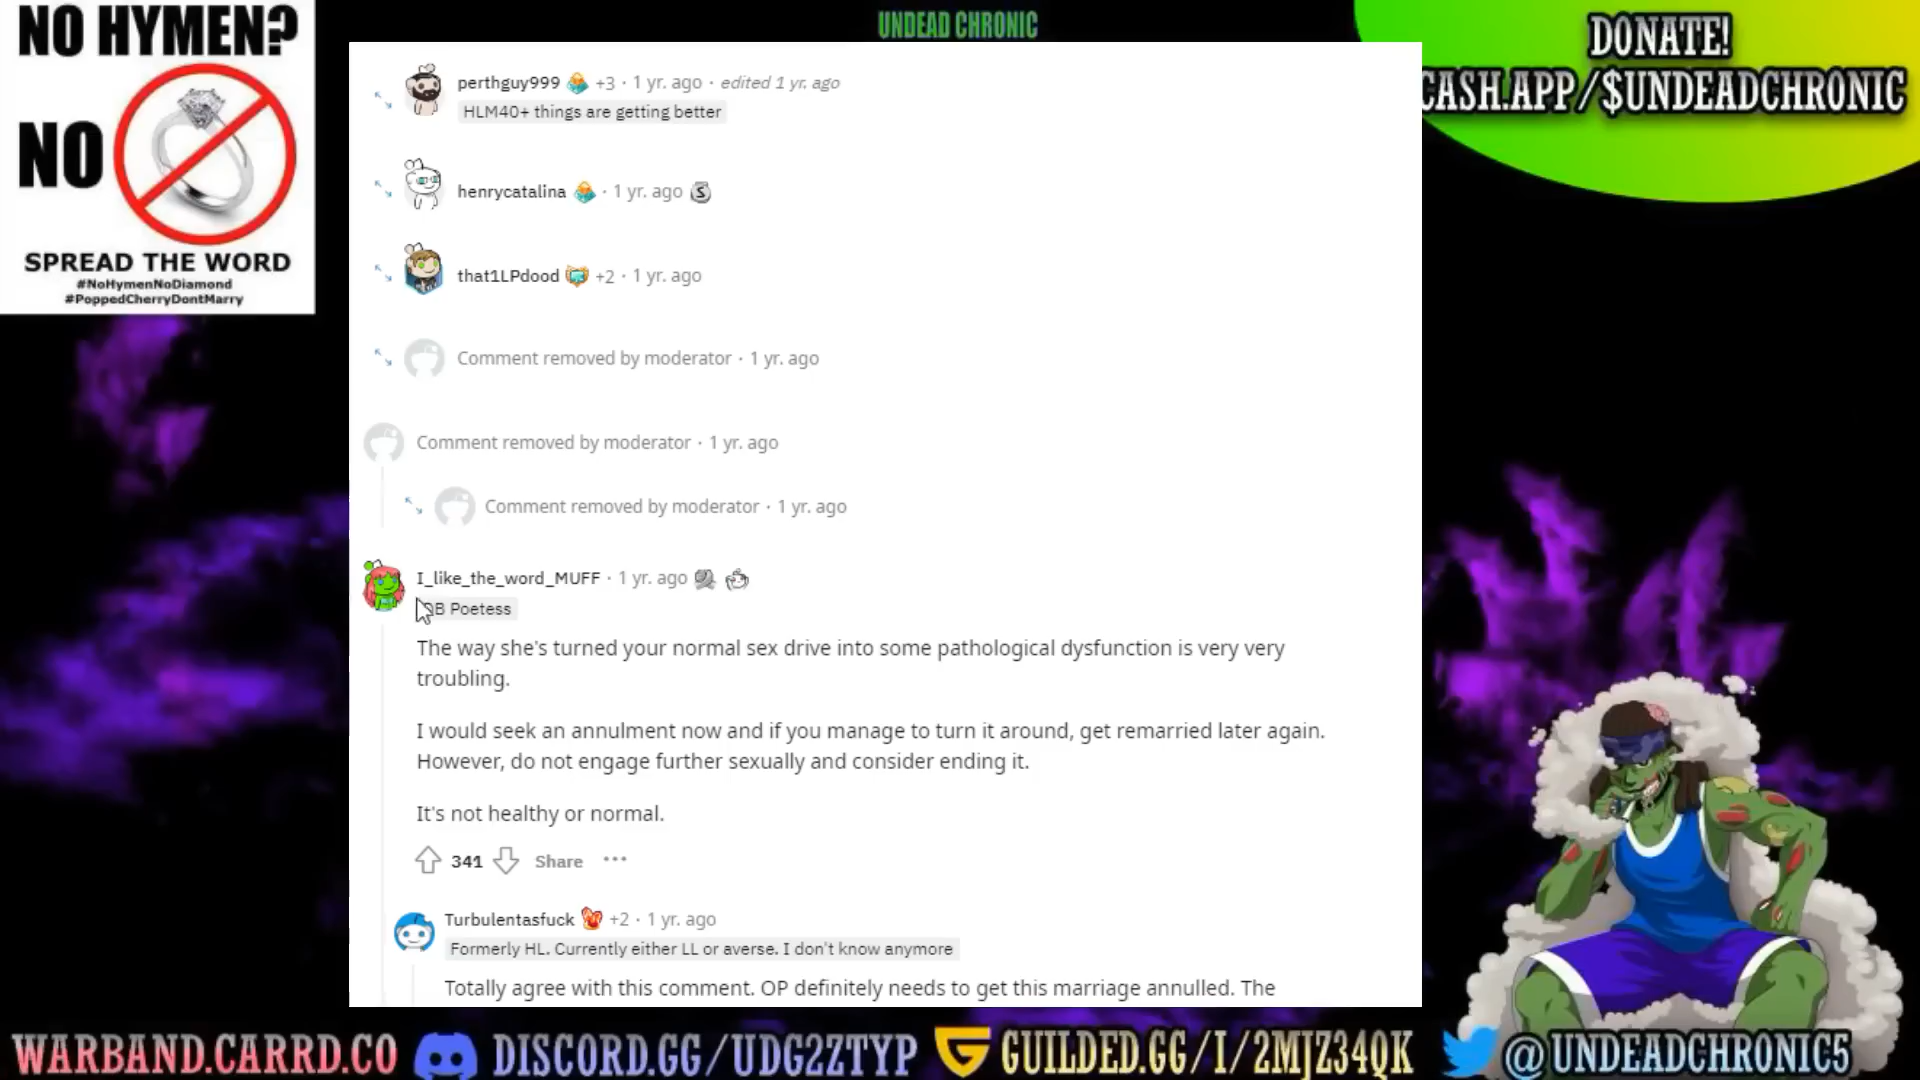 NO HYMEN?
NO
SPREAD THE WORD
#NoHymenNoDiamond
#PoppedCherryDontMarry
UNDEAD CHRONIC
DONATE!
CASH.APP/$UNDEADCHRONIC
perthguy999 +3 · 1 yr. ago · edited 1 yr. ago
HLM40+ things are getting better
henrycatalina · 1 yr. ago S
that1LPdood +2 · 1 yr. ago
Comment removed by moderator · 1 yr. ago
Comment removed by moderator · 1 yr. ago
Comment removed by moderator · 1 yr. ago
I_like_the_word_MUFF · 1 yr. ago
Poetess
The way she's turned your normal sex drive into some pathological dysfunction is very very
troubling.
I would seek an annulment now and if you manage to turn it around, get remarried later again.
However, do not engage further sexually and consider ending it.
It's not healthy or normal.
341 Share ···
Turbulentasfuck +2 · 1 yr. ago
Formerly HL. Currently either LL or averse. I don't know anymore
Totally agree with this comment. OP definitely needs to get this marriage annulled. The
WARBAND.CARRD.CO DISCORD.GG/UDG2ZTYP GUILDED.GG/I/2MJZ34QK @UNDEADCHRONIC5